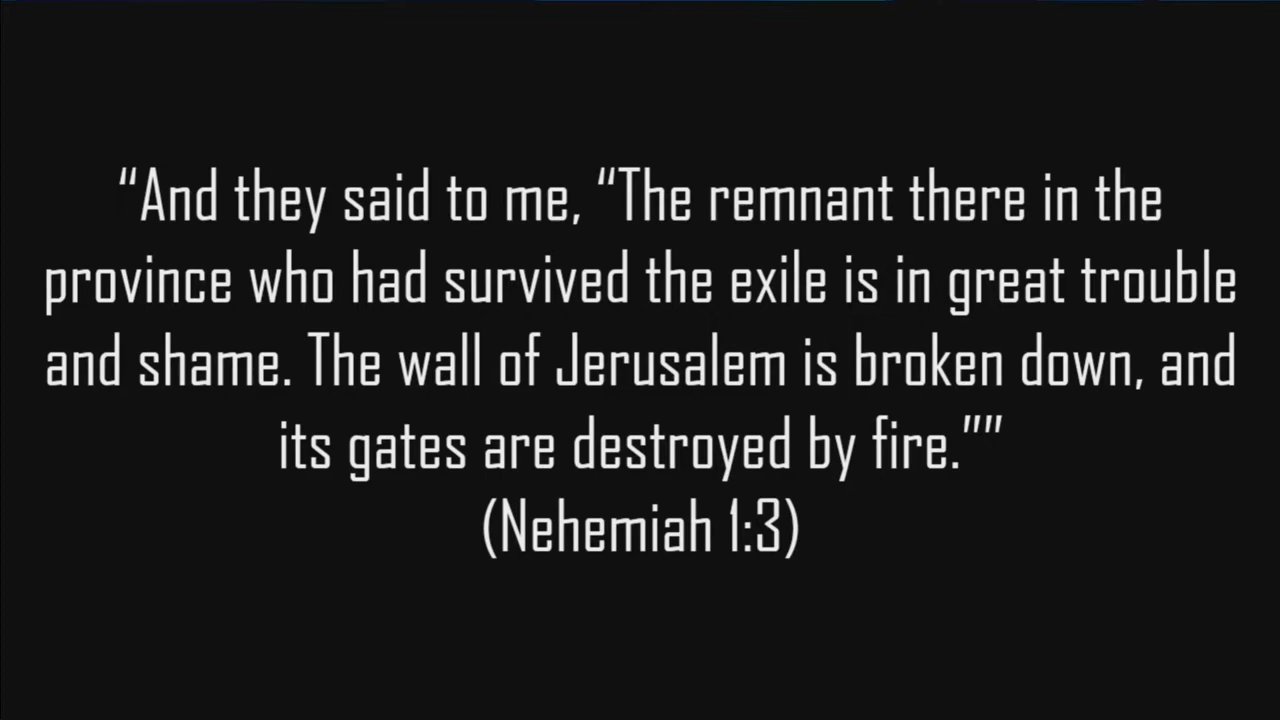 “And they said to me, “The remnant there in the
province who had survived the exile is in great trouble
and shame. The wall of Jerusalem is broken down, and
its gates are destroyed by fire.””
(Nehemiah 1:3)